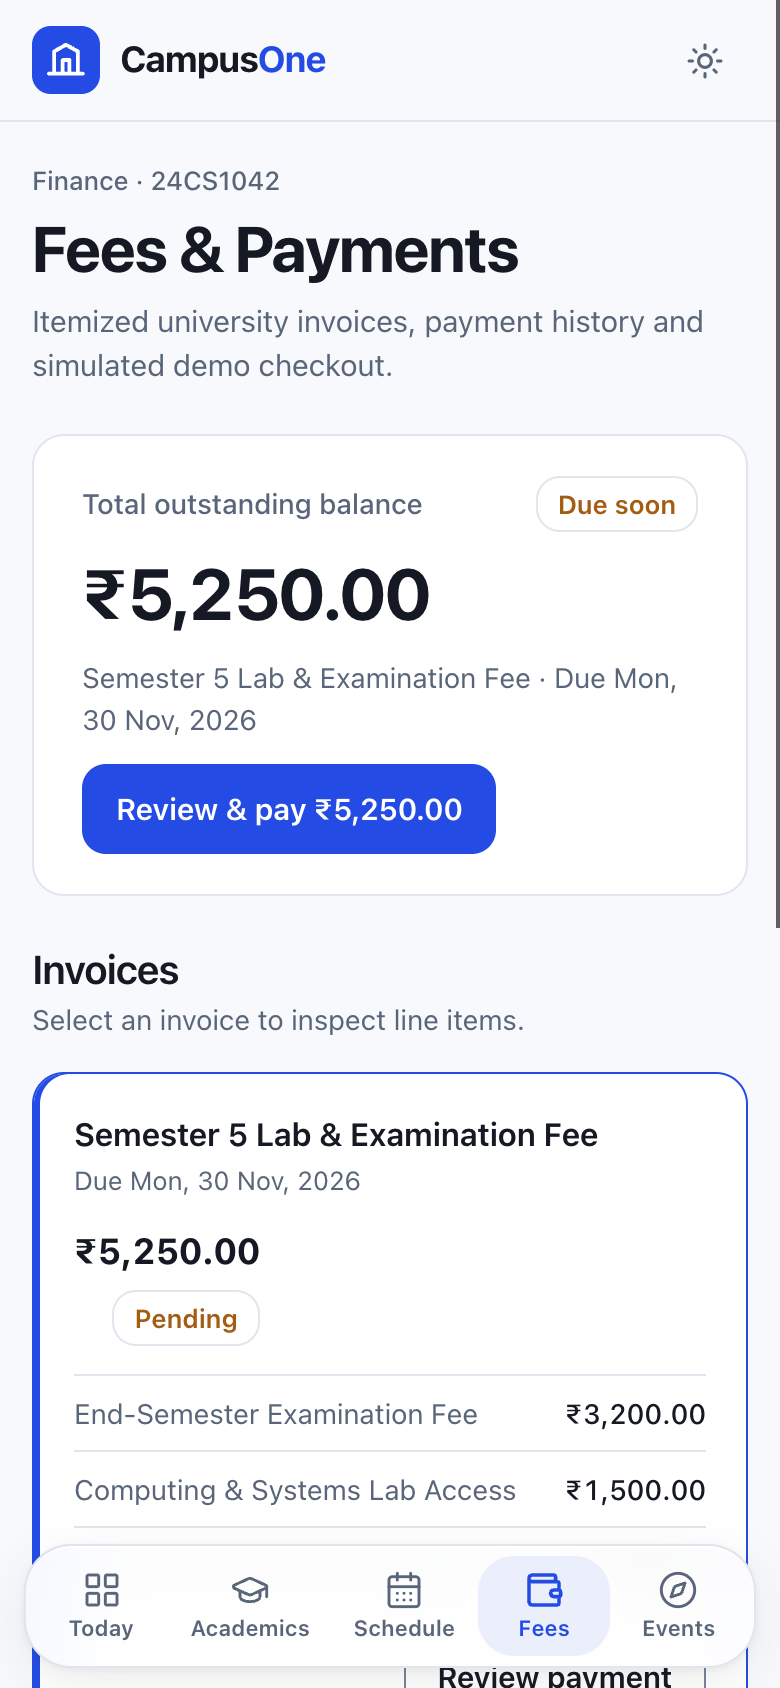 CampusOne
Finance · 24CS1042
Fees & Payments
Itemized university invoices, payment history and
simulated demo checkout.
Total outstanding balance
Due soon
₹5,250.00
Semester 5 Lab & Examination Fee · Due Mon,
30 Nov, 2026
Review & pay ₹5,250.00
Invoices
Select an invoice to inspect line items.
Semester 5 Lab & Examination Fee
Due Mon, 30 Nov, 2026
₹5,250.00
Pending
End-Semester Examination Fee ₹3,200.00
Computing & Systems Lab Access ₹1,500.00
Today Academics Schedule Fees Events
Review payment